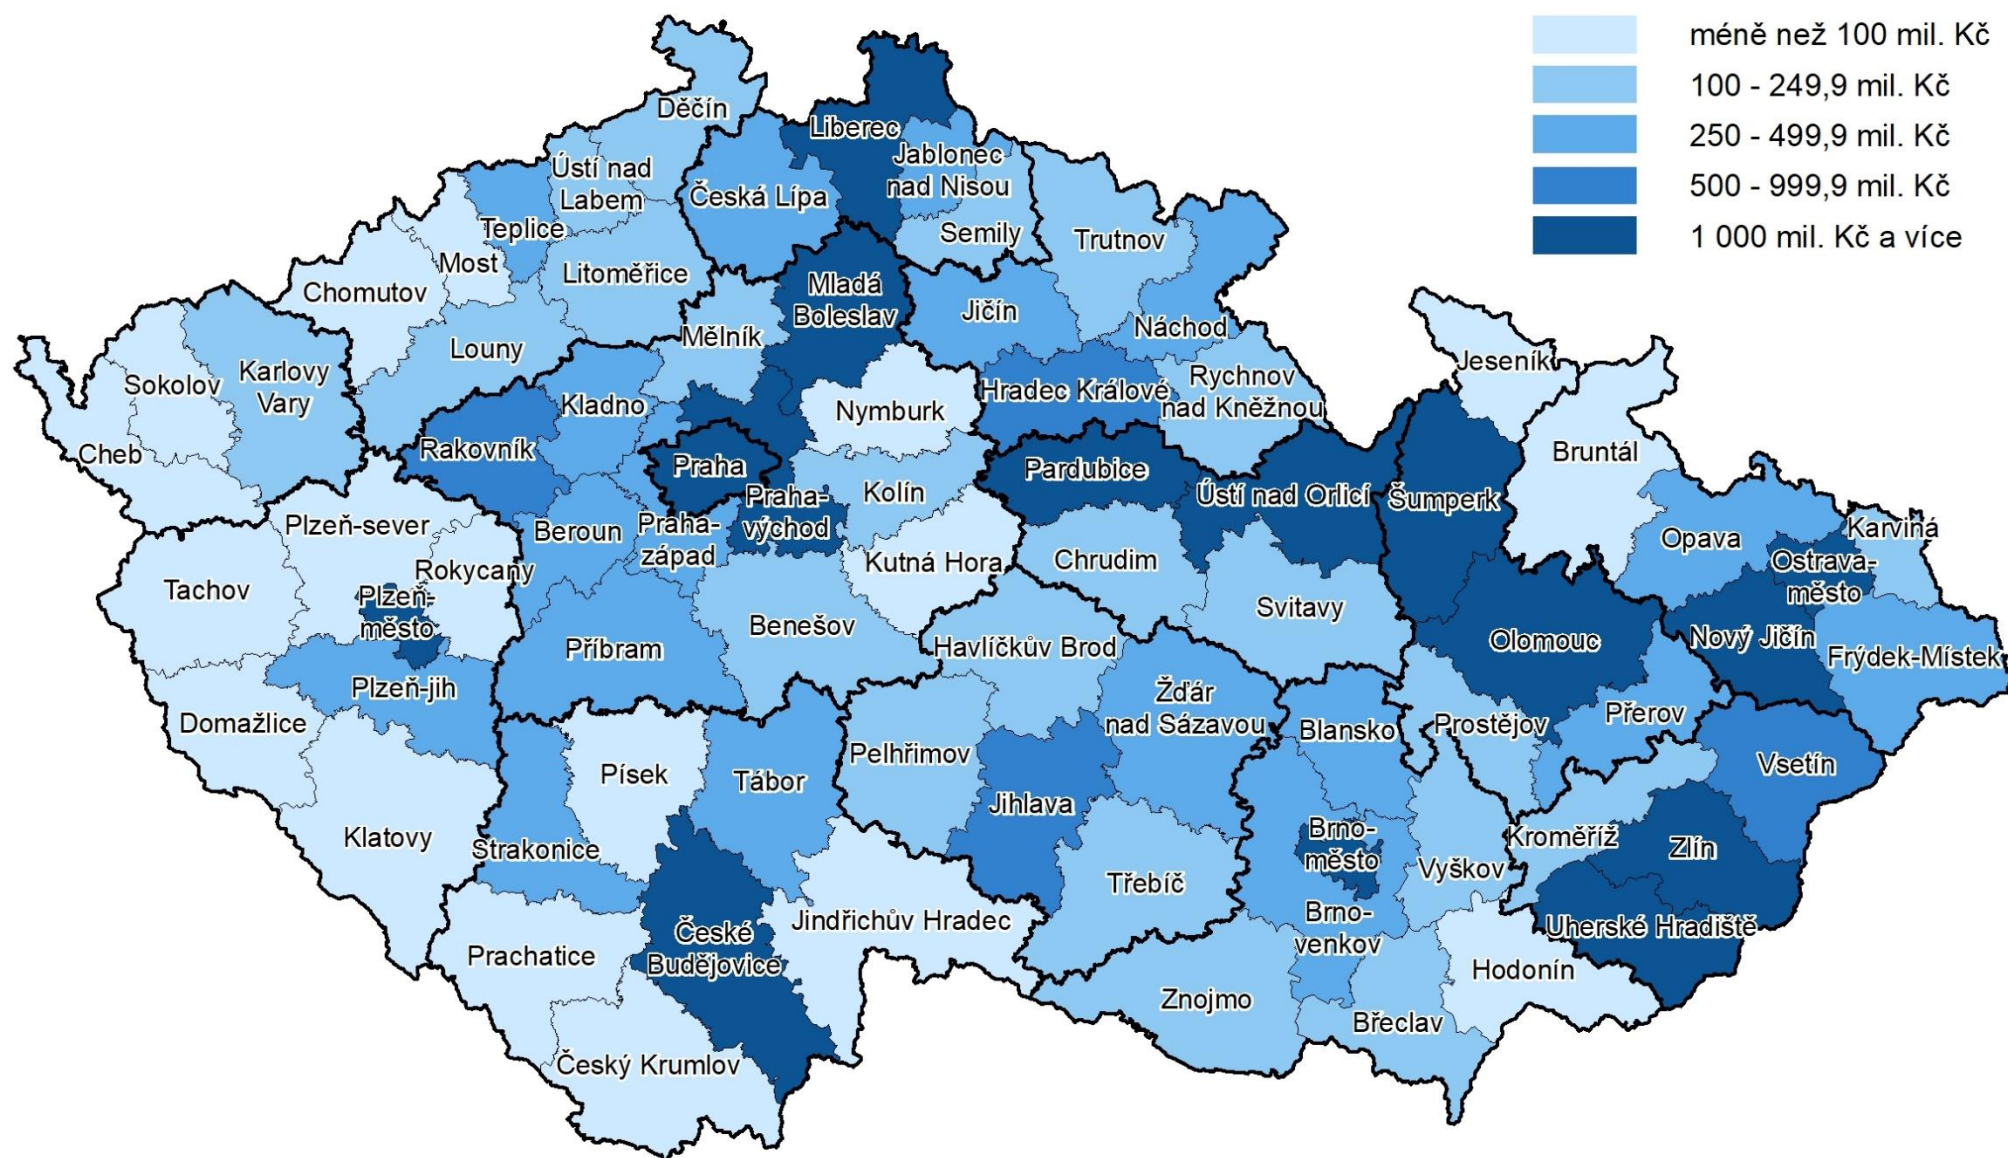 méně než 100 mil. Kč
100 - 249,9 mil. Kč
250 - 499,9 mil. Kč
500 - 999,9 mil. Kč
1 000 mil. Kč a více
Děčín
Liberec
Ústí nad
Labem
Jablonec
nad Nisou
Česká Lípa
Teplice
Semily
Trutnov
Most
Litoměřice
Chomutov
Mladá
Boleslav
Jičín
Náchod
Mělník
Louny
Karlovy
Vary
Sokolov
Jeseník
Rychnov
nad Kněžnou
Hradec Králové
Kladno
Nymburk
Rakovník
Cheb
Bruntál
Praha
Pardubice
Kolín
Ústí nad Orlicí
Šumperk
Praha-
východ
Plzeň-sever
Beroun
Praha-
západ
Opava
Karviná
Ostrava-
město
Rokycany
Kutná Hora
Chrudim
Tachov
Plzeň-
město
Svitavy
Benešov
Příbram
Havlíčkův Brod
Olomouc
Nový Jičín
Frýdek-Místek
Plzeň-jih
Žďár
nad Sázavou
Domažlice
Prostějov
Přerov
Blansko
Pelhřimov
Písek
Tábor
Vsetín
Jihlava
Klatovy
Strakonice
Brno-
město
Kroměříž
Zlín
Vyškov
Třebíč
Jindřichův Hradec
Uherské Hradiště
Brno-
venkov
České
Budějovice
Prachatice
Hodonín
Znojmo
Břeclav
Český Krumlov